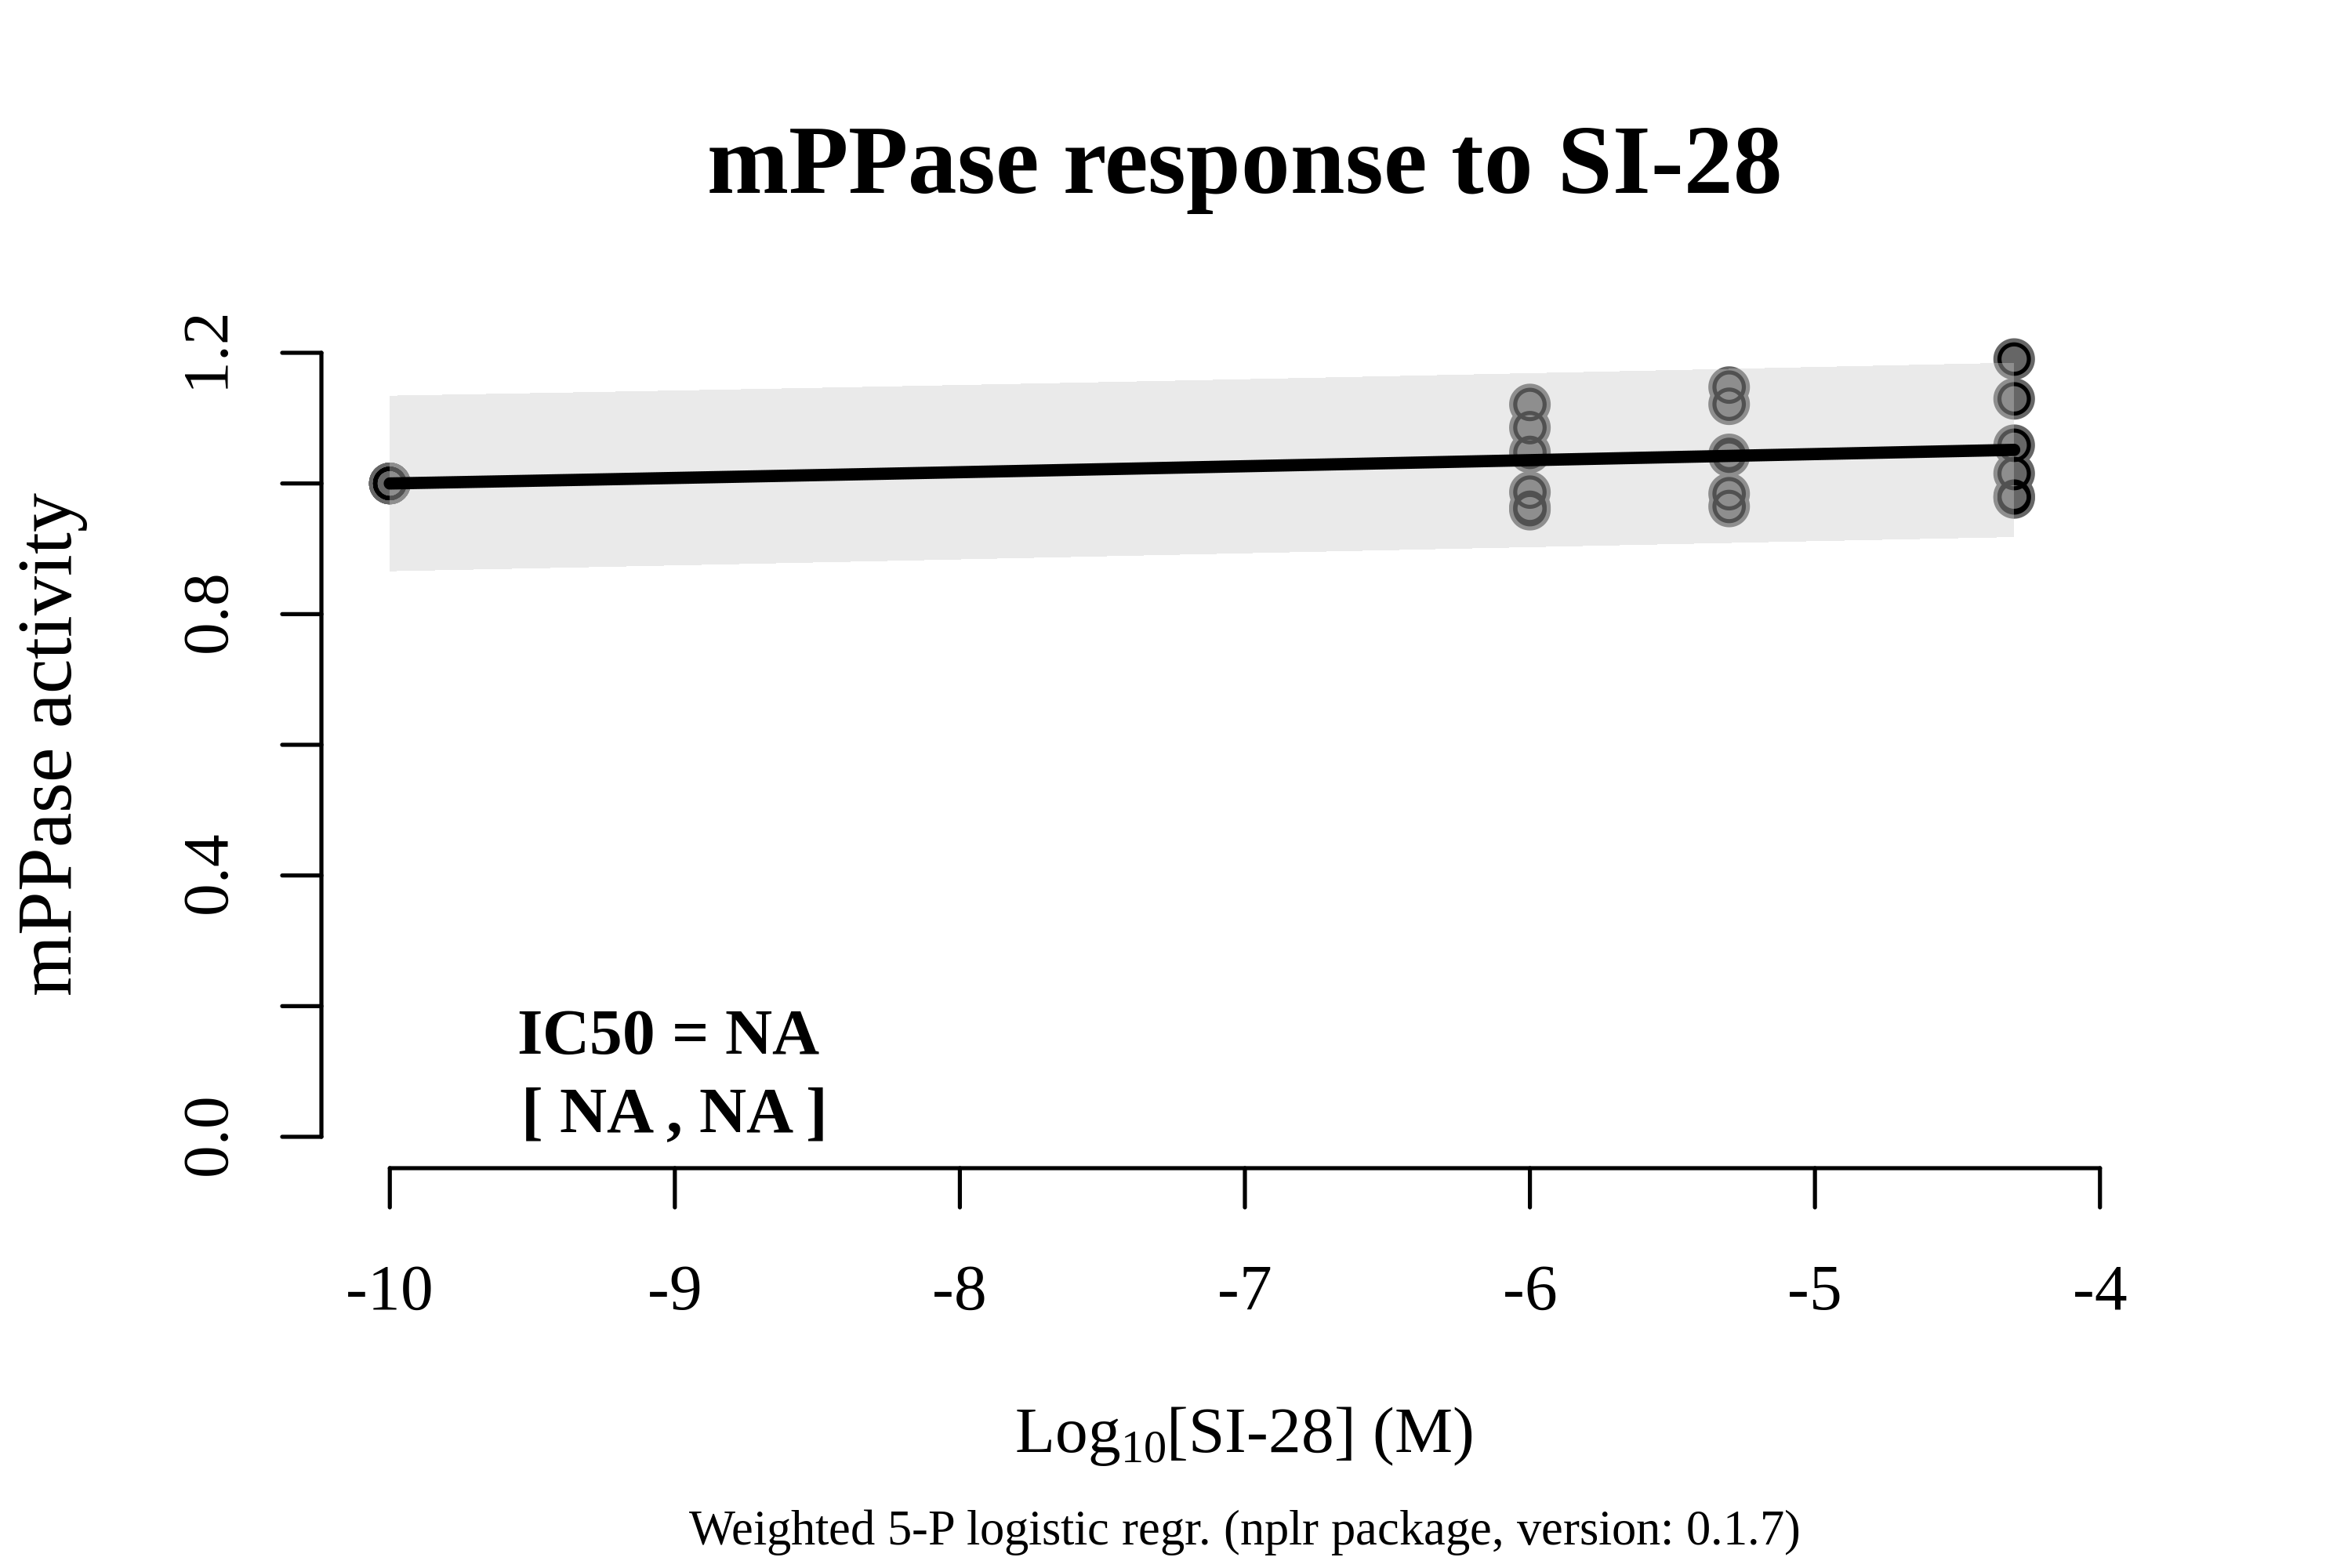 mPPase response to SI-28
mPPase activity
1.2
0.8
0.4
0.0
IC50 = NA
[ NA , NA ]
-10 -9 -8 -7 -6 -5 -4
Log10[SI-28] (M)
Weighted 5-P logistic regr. (nplr package, version: 0.1.7)